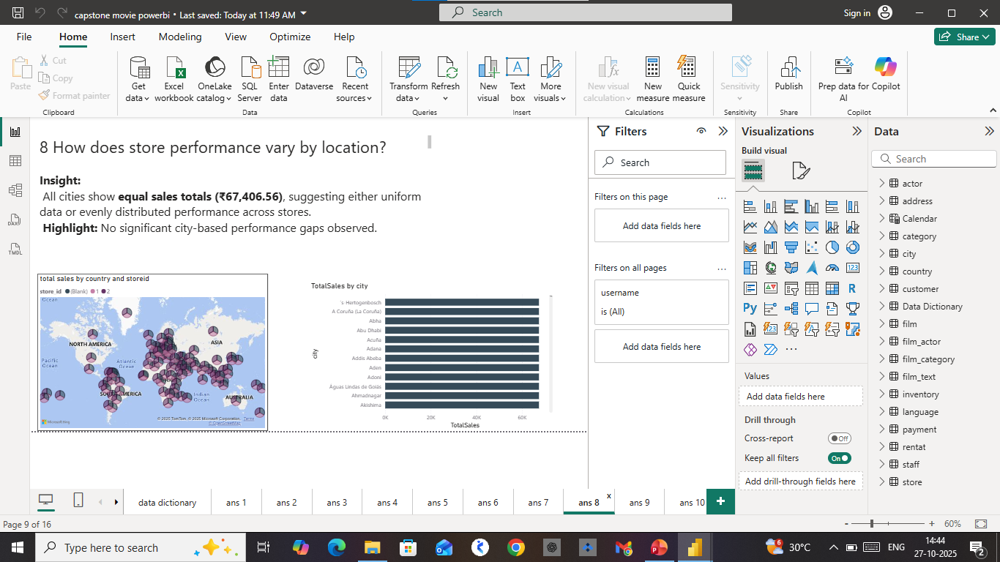 capstone movie powerbi • Last saved: Today at 11:49 AM
Search
Sign in
File Home Insert Modeling View Optimize Help
Share
Paste
Cut
Copy
Format painter
Clipboard
Get data
Excel workbook
OneLake catalog
SQL Server
Enter data
Dataverse
Recent sources
Data
Transform data
Refresh
Queries
New visual
Text box
More visuals
Insert
New visual calculation
New measure
Quick measure
Calculations
Sensitivity
Sensitivity
Publish
Share
Prep data for AI
Copilot
Copilot
8 How does store performance vary by location?
Insight:
All cities show equal sales totals (₹67,406.56), suggesting either uniform
data or evenly distributed performance across stores.
Highlight: No significant city-based performance gaps observed.
total sales by country and storeid
store_id (Blank) 1 2
Ocean
NORTH AMERICA
ASIA
Pacific
Ocean
Atlantic
Ocean
Indian
Ocean
AUSTRALIA
Microsoft Bing
© 2025 TomTom, © 2025 Microsoft Corporation, Terms
© OpenStreetMap
TotalSales by city
city
's-Hertogenbosch
A Coruña (La Coruña)
Abha
Abu Dhabi
Acuña
Adana
Addis Abeba
Aden
Adoni
Águas Lindas de Goiás
Ahmadnagar
Akishima
0K 20K 40K 60K
TotalSales
Filters
Search
Filters on this page
Add data fields here
Filters on all pages
username
is (All)
Add data fields here
Visualizations
Build visual
123
R
Py
123
Values
Add data fields here
Drill through
Cross-report Off
Keep all filters On
Add drill-through fields here
Data
Search
actor
address
Calendar
category
city
country
customer
Data Dictionary
film
film_actor
film_category
film_text
inventory
language
payment
rentat
staff
store
DAX
TMDL
data dictionary ans 1 ans 2 ans 3 ans 4 ans 5 ans 6 ans 7 ans 8 x ans 9 ans 10 +
Page 9 of 16
- + 60%
Type here to search
6
30°C
ENG
14:44
27-10-2025
2